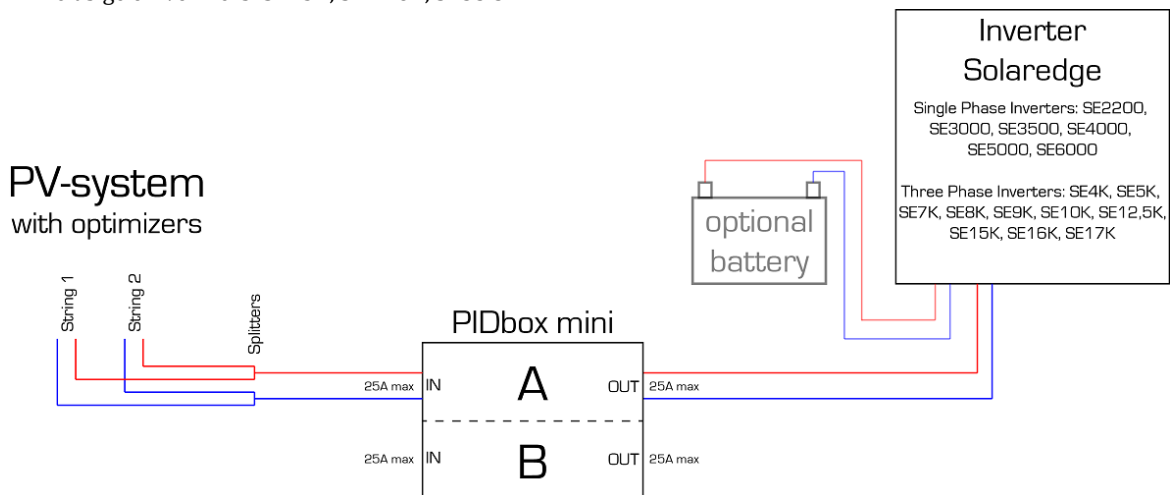 Inverter
Solaredge
Single Phase Inverters: SE2200,
SE3000, SE3500, SE4000,
SE5000, SE6000
Three Phase Inverters: SE4K, SE5K,
SE7K, SE8K, SE9K, SE10K, SE12,5K,
SE15K, SE16K, SE17K
PV-system
with optimizers
optional
battery
String 1
String 2
Splitters
PIDbox mini
25A max
IN
A
OUT
25A max
25A max
IN
B
OUT
25A max